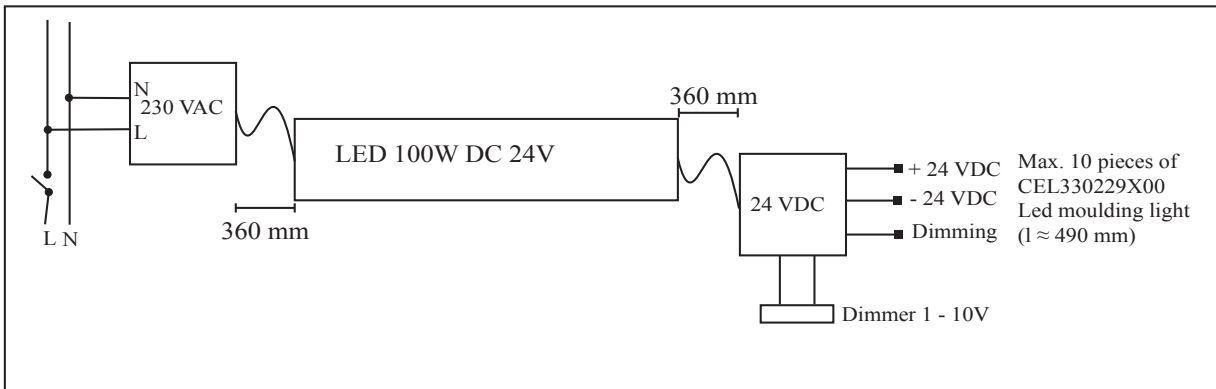 N
230 VAC
L
L N
360 mm
LED 100W DC 24V
360 mm
24 VDC
+ 24 VDC
- 24 VDC
Dimming
Max. 10 pieces of
CEL330229X00
Led moulding light
(l ≈ 490 mm)
Dimmer 1 - 10V